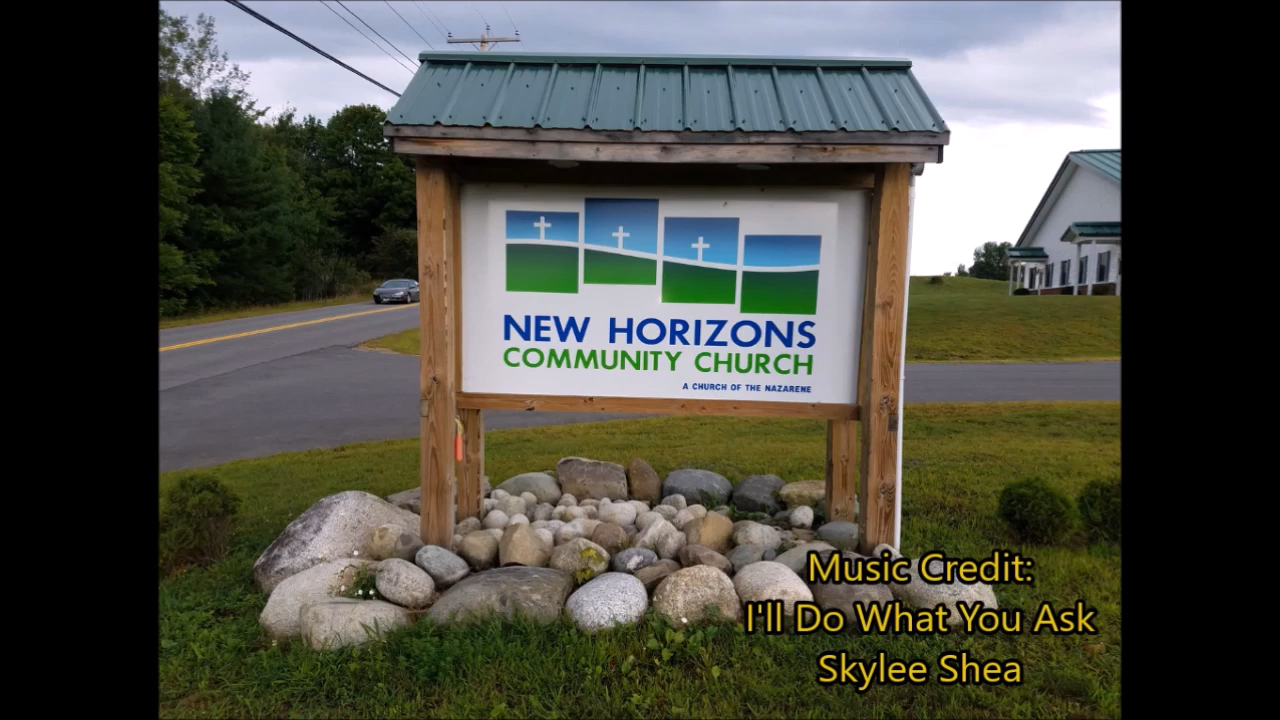 NEW HORIZONS
COMMUNITY CHURCH
A CHURCH OF THE NAZARENE
Music Credit:
I'll Do What You Ask
Skylee Shea